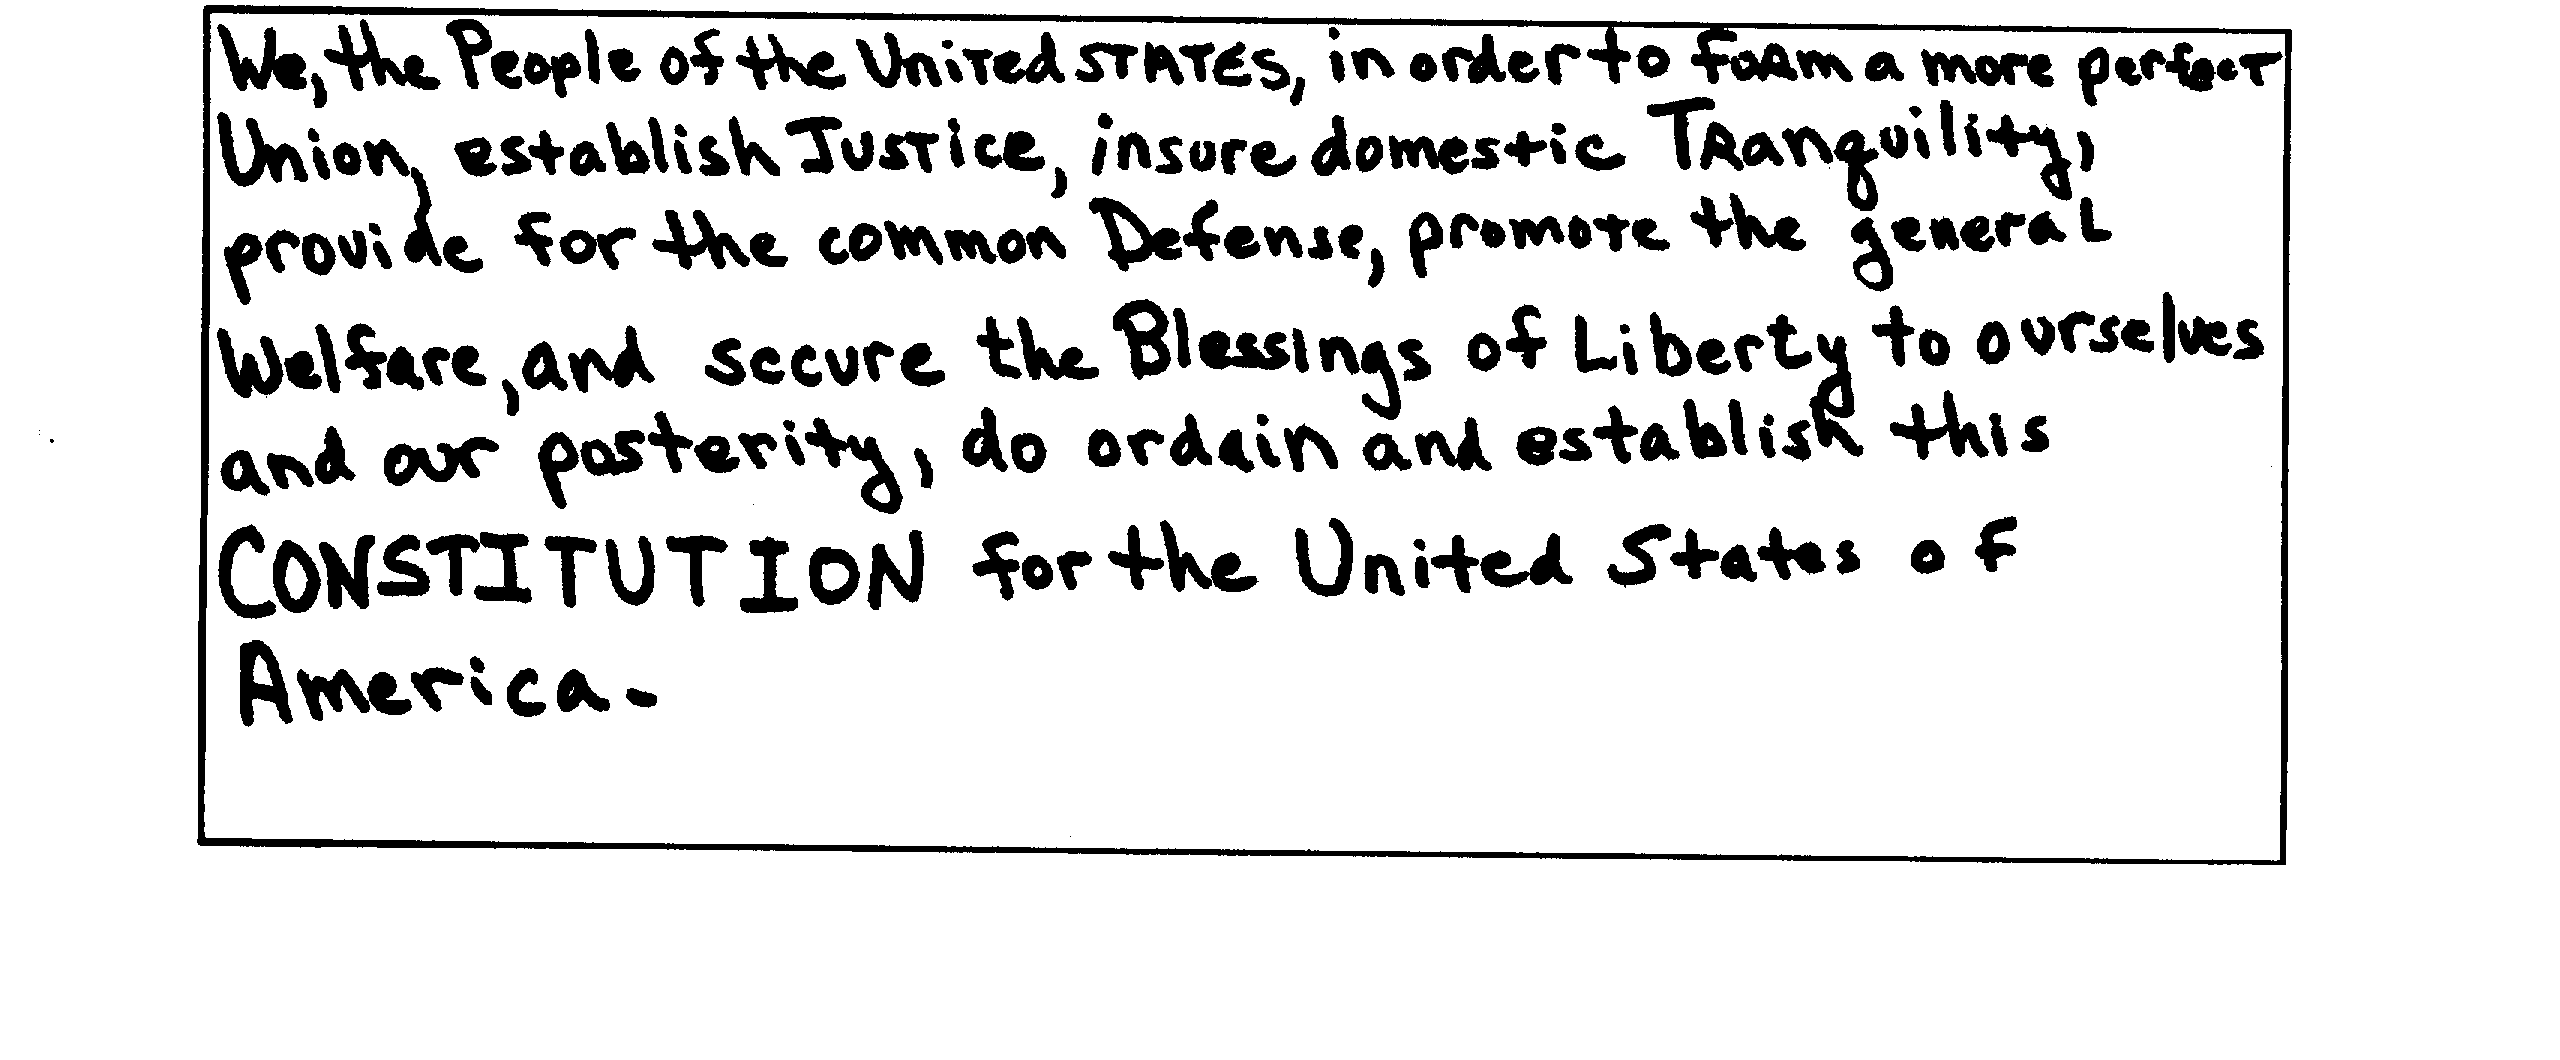 We, the People of the United STATES, in order to form a more perfect
Union, establish Justice, insure domestic Tranquility,
provide for the common Defense, promote the general
Welfare, and secure the Blessings of Liberty to ourselves
and our posterity, do ordain and establish this
CONSTITUTION for the United States of
America.